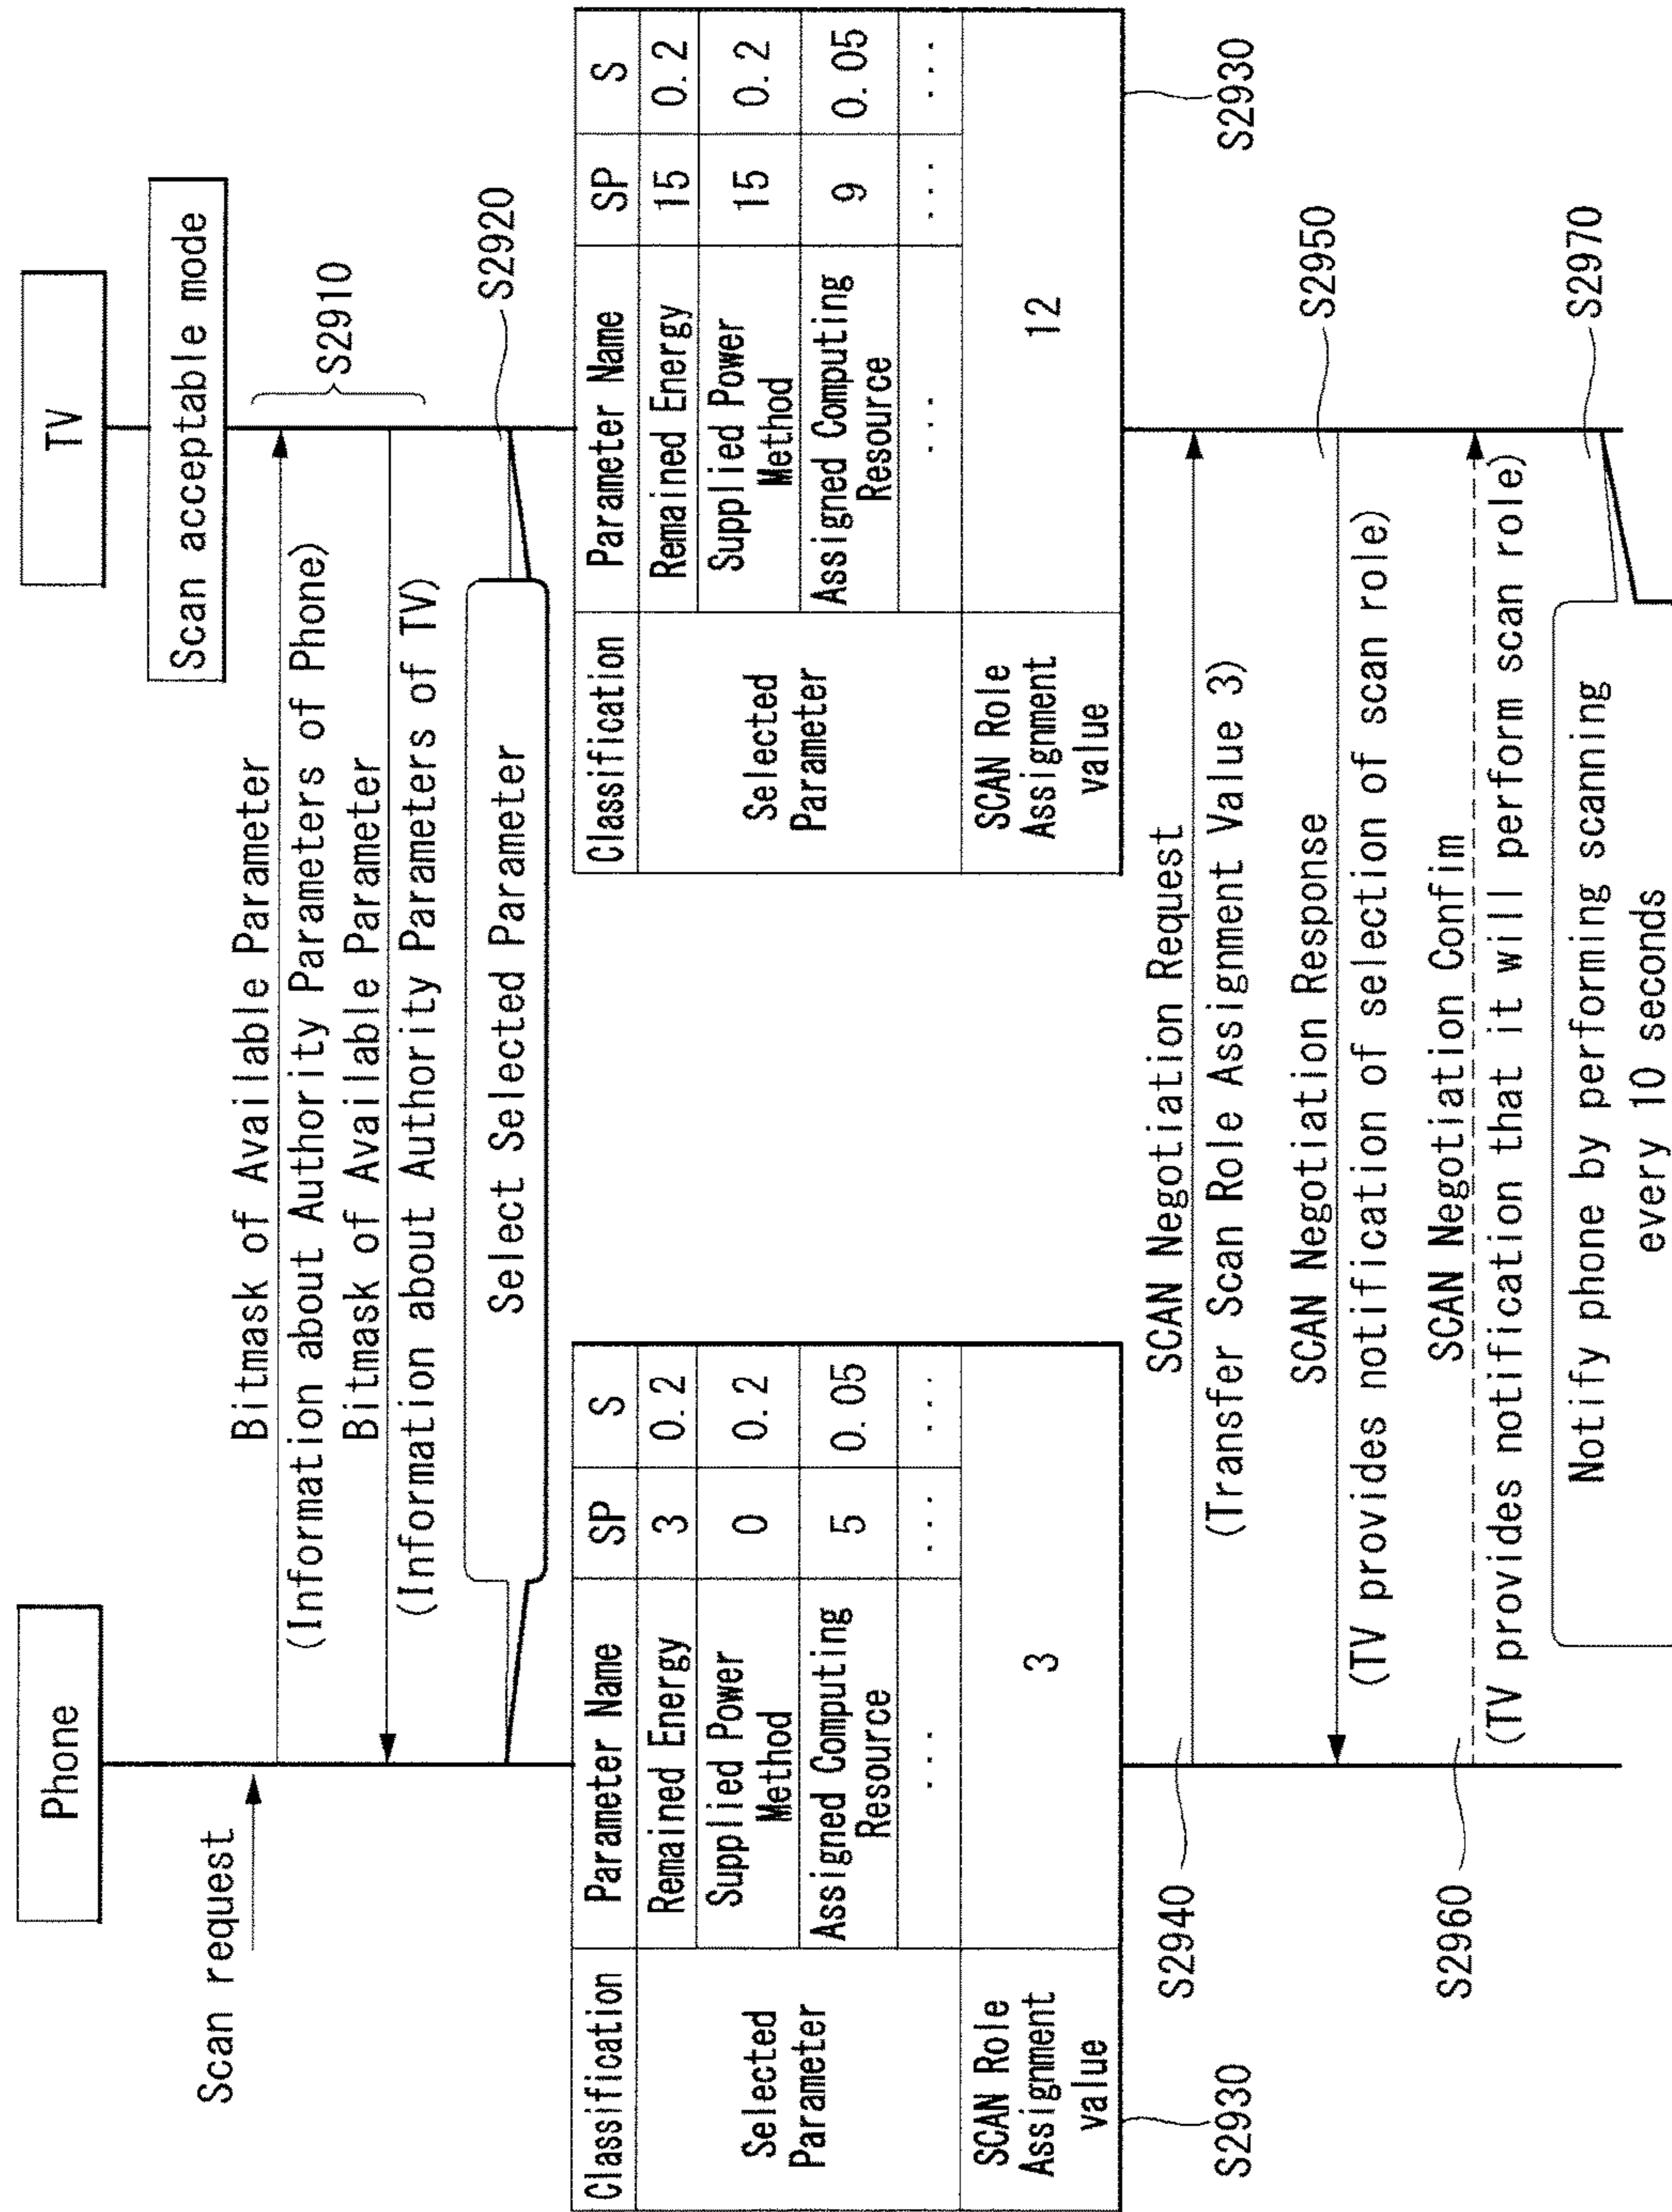 Phone
TV
Scan request
Scan acceptable mode
Bitmask of Available Parameter
(Information about Authority Parameters of Phone)
Bitmask of Available Parameter
(Information about Authority Parameters of TV)
S2910
Select Selected Parameter
S2920
Classification Parameter Name SP S
Selected
Parameter
Remained Energy 3 0.2
Supplied Power
Method 0 0.2
Assigned Computing
Resource 5 0.05
... ... ...
SCAN Role
Assignment
value 3
S2930
Classification Parameter Name SP S
Selected
Parameter
Remained Energy 15 0.2
Supplied Power
Method 15 0.2
Assigned Computing
Resource 9 0.05
... ... ...
SCAN Role
Assignment
value 12
S2930
S2940
SCAN Negotiation Request
(Transfer Scan Role Assignment Value 3)
SCAN Negotiation Response
S2950
(TV provides notification of selection of scan role)
S2960
SCAN Negotiation Confim
(TV provides notification that it will perform scan role)
S2970
Notify phone by performing scanning
every 10 seconds